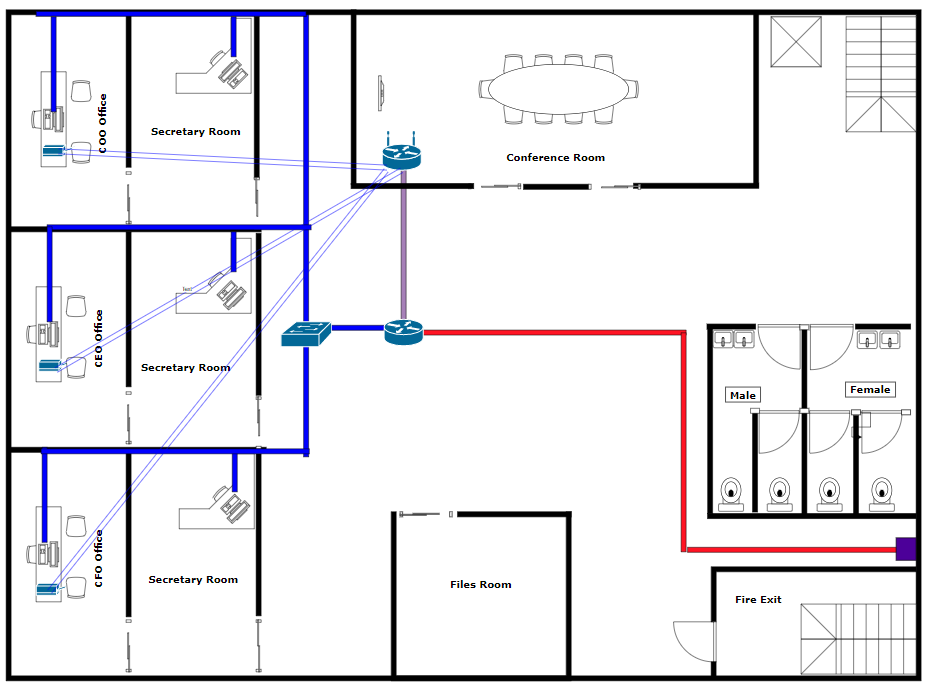 COO Office
Secretary Room
Conference Room
CEO Office
Text
Secretary Room
Male
Female
CFO Office
Secretary Room
Files Room
Fire Exit